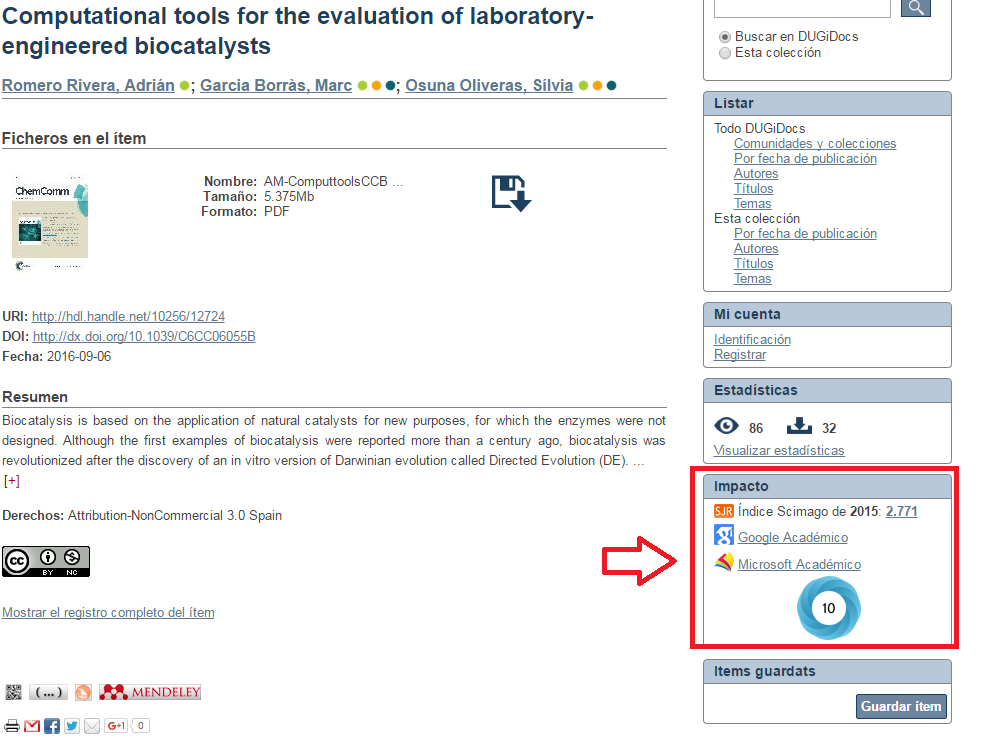 Computational tools for the evaluation of laboratory-
engineered biocatalysts
Romero Rivera, Adrián ; Garcia Borràs, Marc ; Osuna Oliveras, Sílvia
Ficheros en el ítem
ChemComm
Nombre: AM-ComputtoolsCCB ...
Tamaño: 5.375Mb
Formato: PDF
URI: http://hdl.handle.net/10256/12724
DOI: http://dx.doi.org/10.1039/C6CC06055B
Fecha: 2016-09-06
Resumen
Biocatalysis is based on the application of natural catalysts for new purposes, for which the enzymes were not
designed. Although the first examples of biocatalysis were reported more than a century ago, biocatalysis was
revolutionized after the discovery of an in vitro version of Darwinian evolution called Directed Evolution (DE). ...
[+]
Derechos: Attribution-NonCommercial 3.0 Spain
cc BY NC
Mostrar el registro completo del ítem
(...) MENDELEY
G+1 0
Buscar en DUGiDocs
Esta colección
Listar
Todo DUGiDocs
Comunidades y colecciones
Por fecha de publicación
Autores
Títulos
Temas
Esta colección
Por fecha de publicación
Autores
Títulos
Temas
Mi cuenta
Identificación
Registrar
Estadísticas
86 32
Visualizar estadísticas
Impacto
SJR Índice Scimago de 2015: 2.771
g Google Académico
Microsoft Académico
10
Items guardats
Guardar ítem